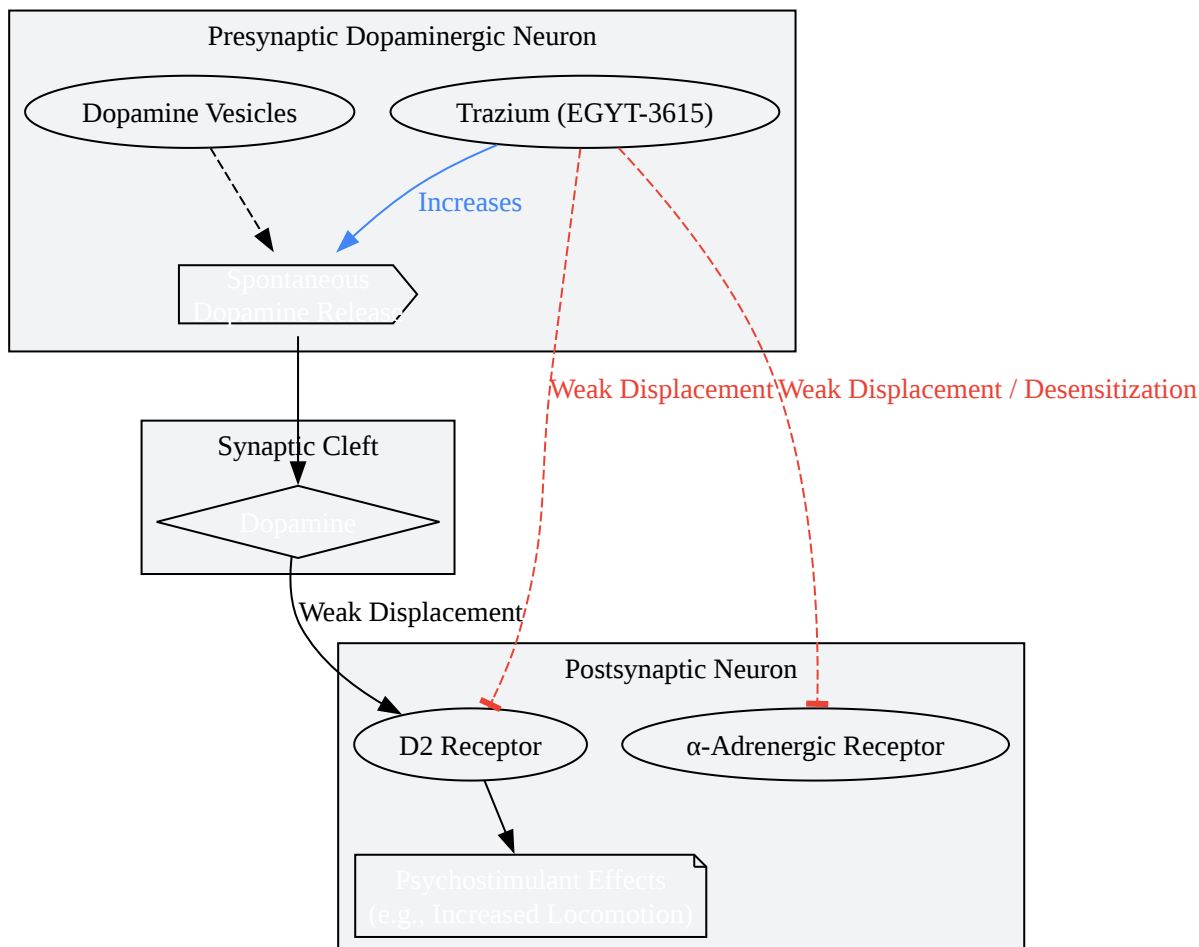 Presynaptic Dopaminergic Neuron
Dopamine Vesicles
Trazium (EGYT-3615)
Increases
Spontaneous
Dopamine Release
Weak Displacement
Weak Displacement / Desensitization
Synaptic Cleft
Dopamine
Weak Displacement
Postsynaptic Neuron
D2 Receptor
α-Adrenergic Receptor
Psychostimulant Effects
(e.g., Increased Locomotion)